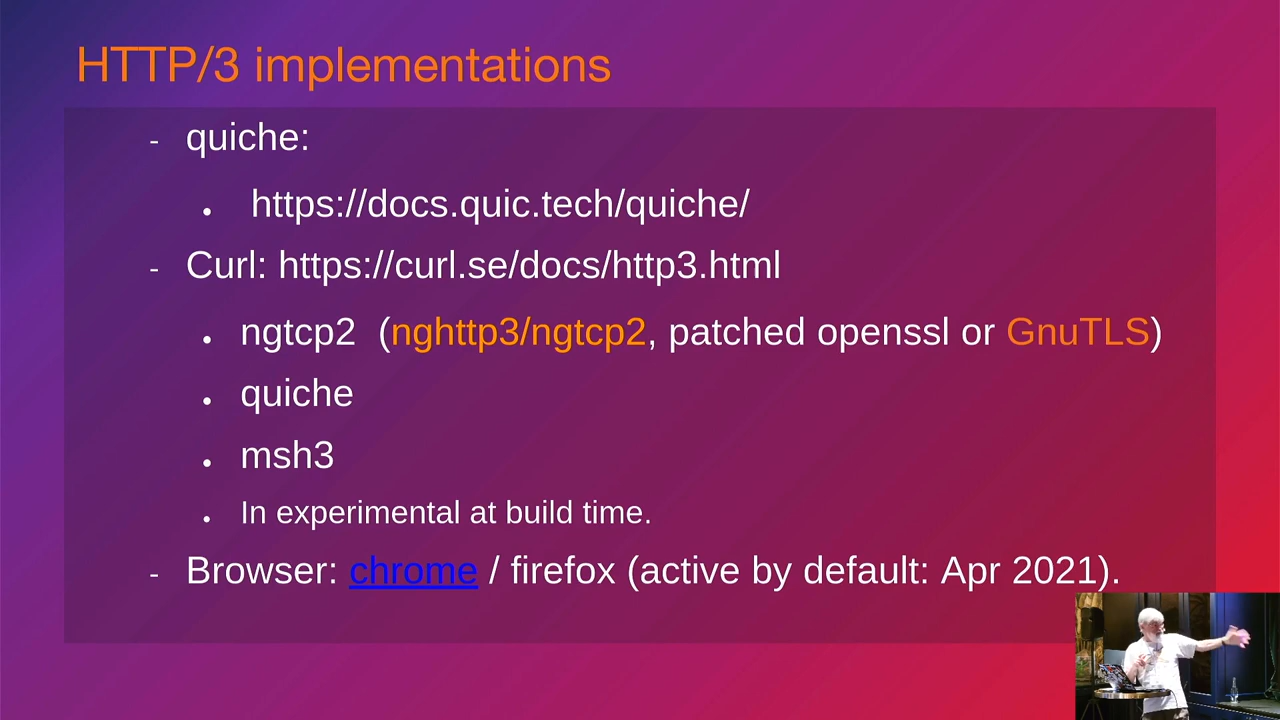 HTTP/3 implementations
- quiche:
• https://docs.quic.tech/quiche/
- Curl: https://curl.se/docs/http3.html
• ngtcp2 (nghttp3/ngtcp2, patched openssl or GnuTLS)
• quiche
• msh3
• In experimental at build time.
- Browser: chrome / firefox (active by default: Apr 2021).